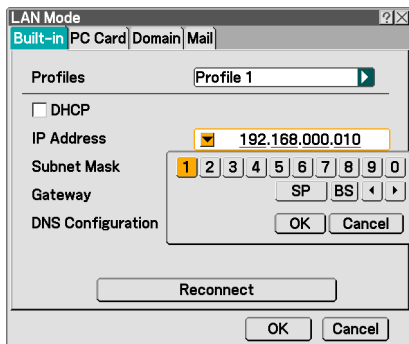 LAN Mode
Built-in PC Card Domain Mail
Profiles Profile 1
DHCP
IP Address 192.168.000.010
Subnet Mask 1 2 3 4 5 6 7 8 9 0
Gateway SP BS
DNS Configuration OK Cancel
Reconnect
OK Cancel